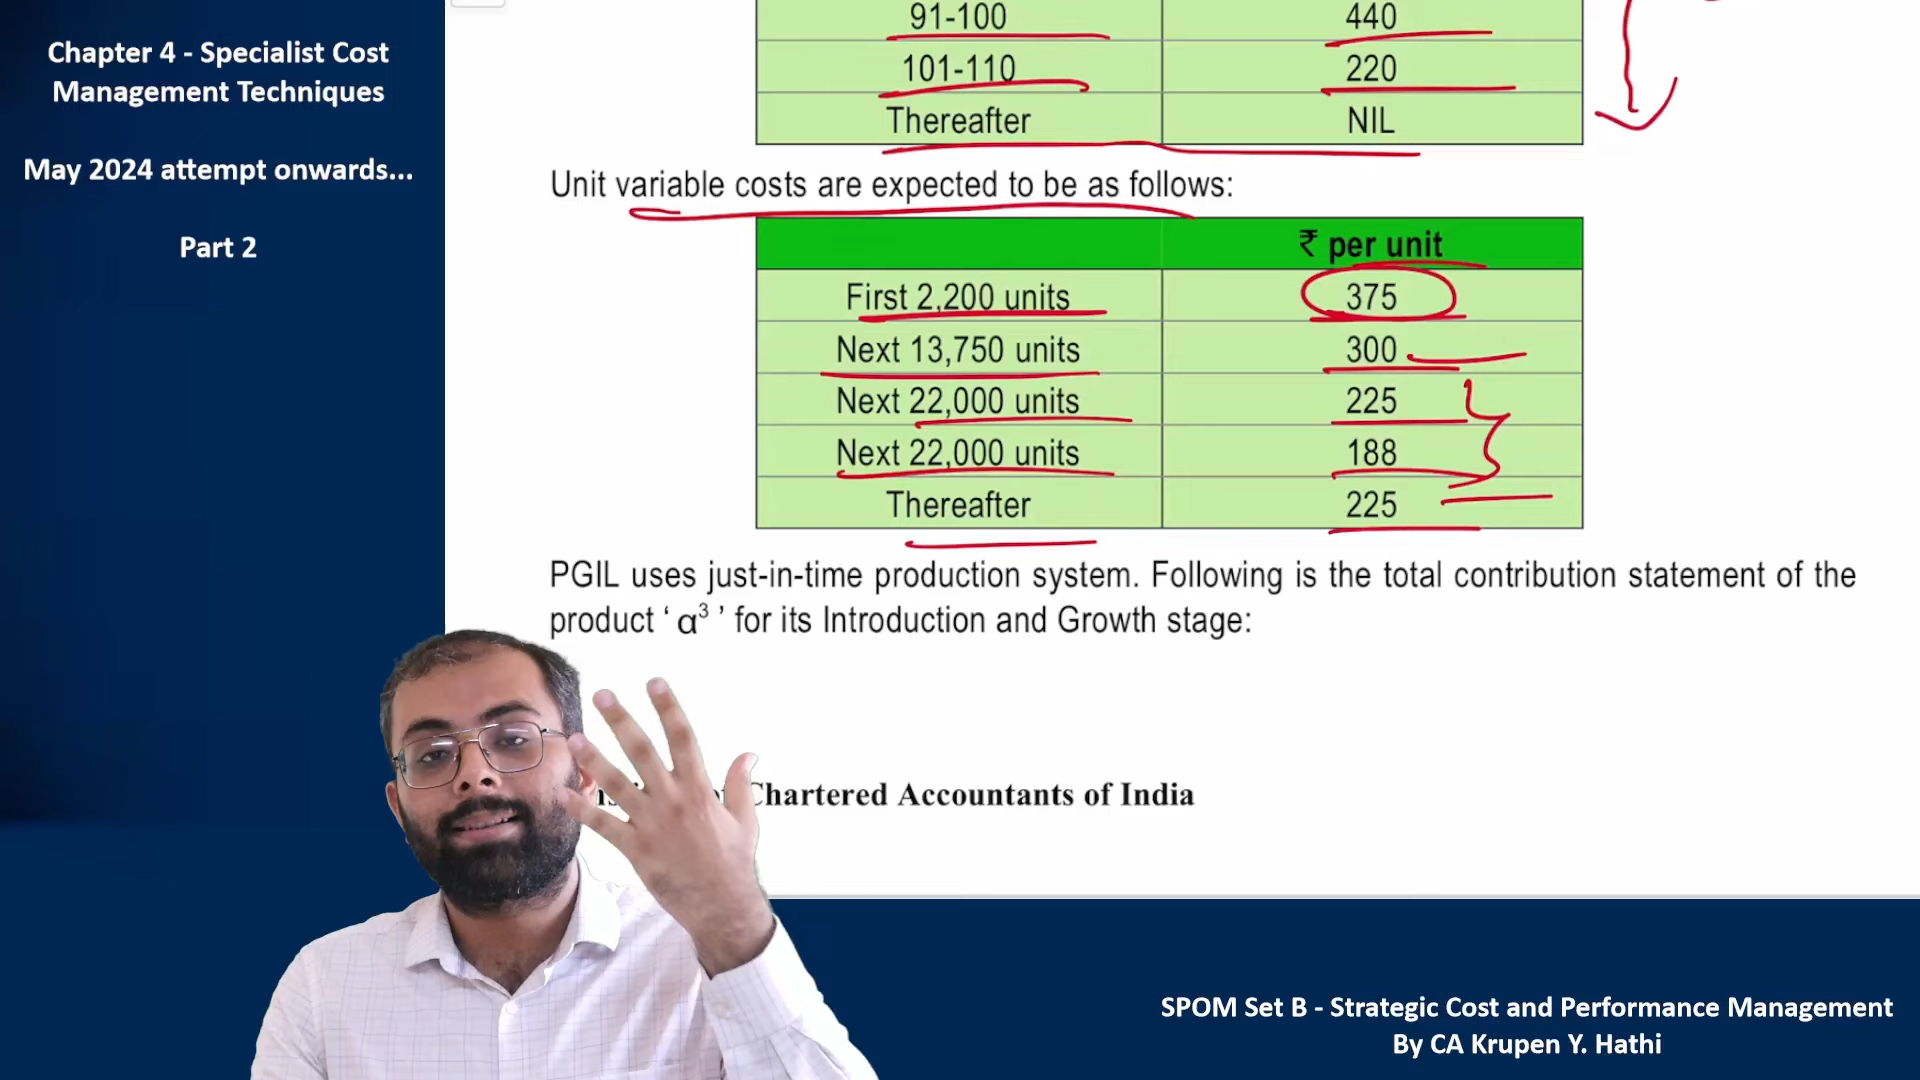 Chapter 4 - Specialist Cost
Management Techniques
May 2024 attempt onwards...
Part 2
91-100 440
101-110 220
Thereafter NIL
Unit variable costs are expected to be as follows:
₹ per unit
First 2,200 units 375
Next 13,750 units 300
Next 22,000 units 225
Next 22,000 units 188
Thereafter 225
PGIL uses just-in-time production system. Following is the total contribution statement of the
product ‘ α³ ’ for its Introduction and Growth stage:
Chartered Accountants of India
SPOM Set B - Strategic Cost and Performance Management
By CA Krupen Y. Hathi